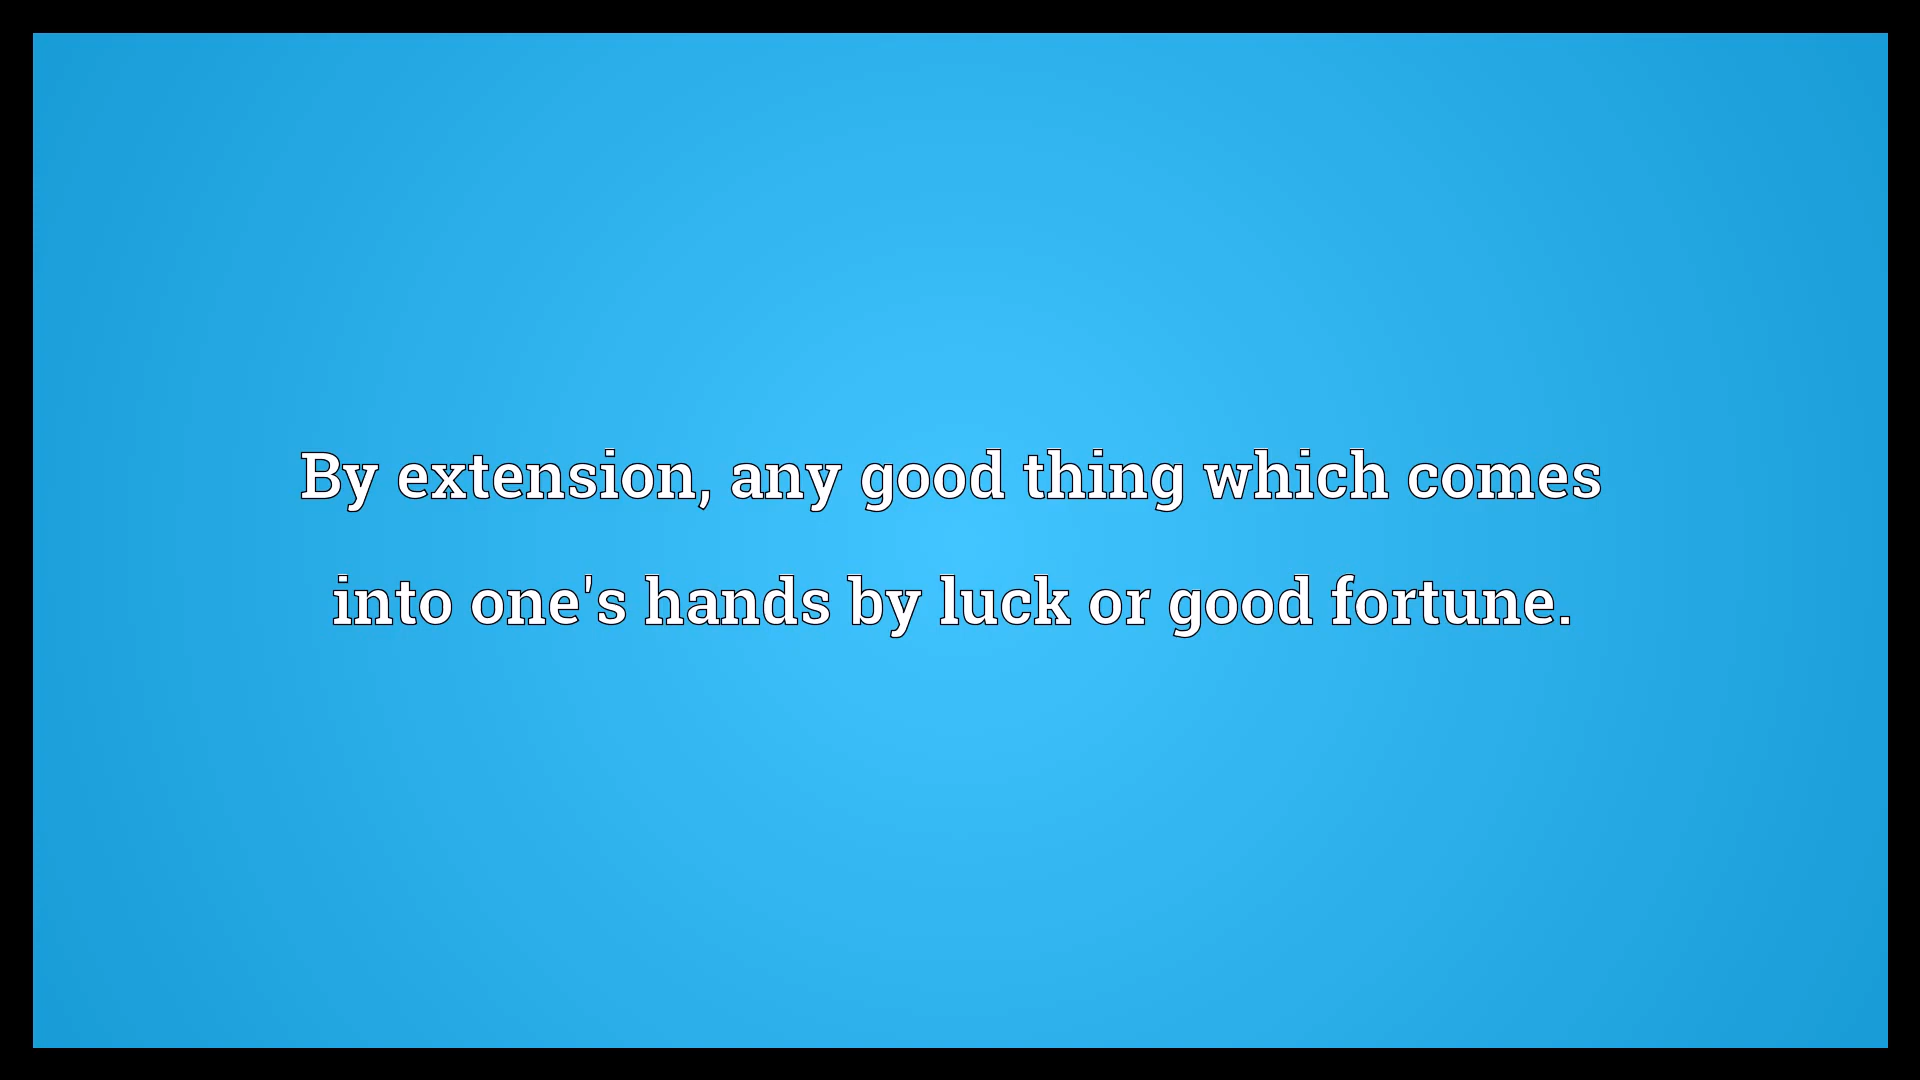 By extension, any good thing which comes
into one's hands by luck or good fortune.